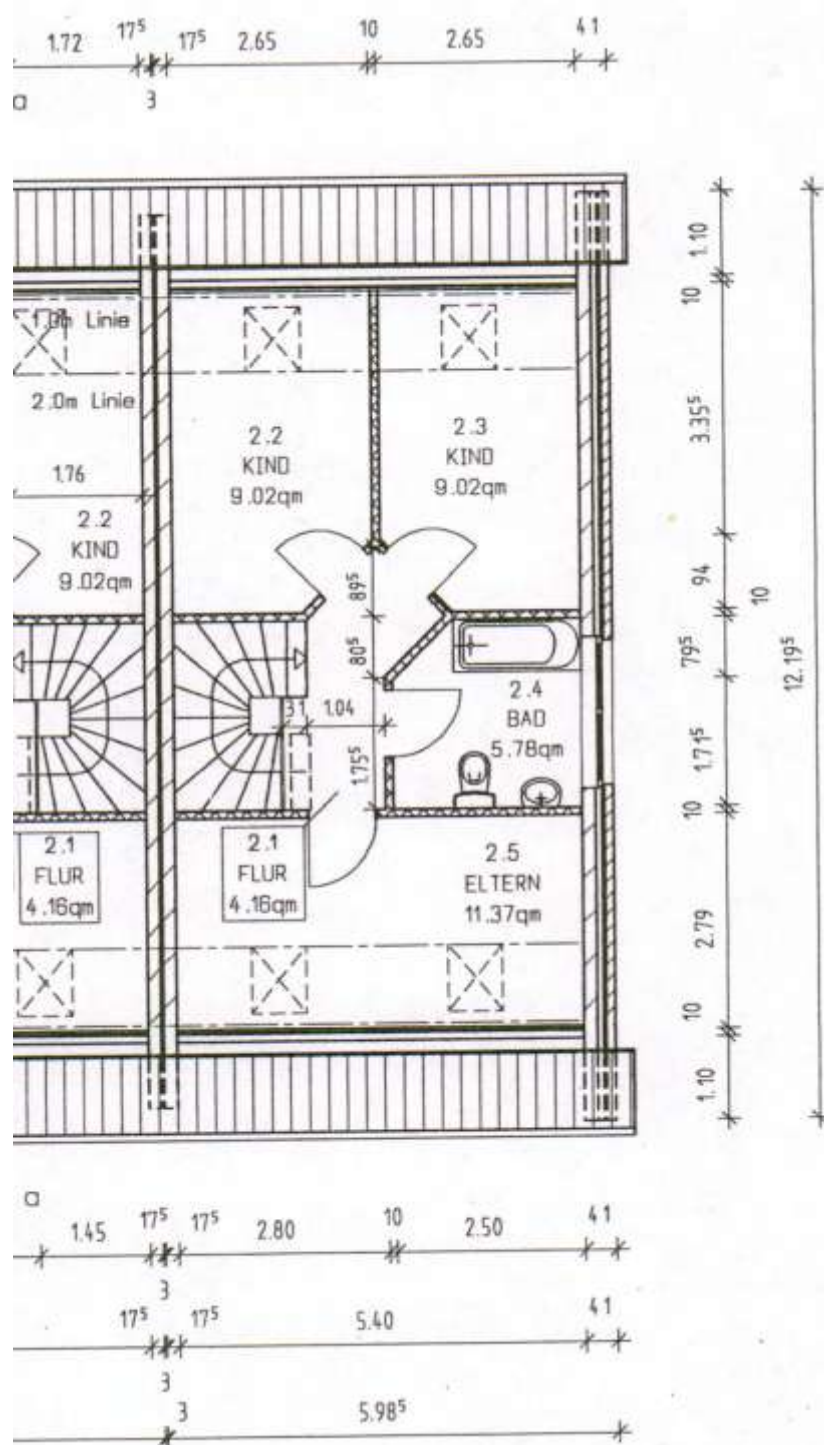 1.72 17⁵ 17⁵ 2.65 10 2.65 41
a 3
1.0m Linie
2.0m Linie
1.76
2.2
KIND
9.02qm
2.2
KIND
9.02qm
2.3
KIND
9.02qm
89⁵
80⁵
31 1.04
1.75⁵
2.4
BAD
5.78qm
2.1
FLUR
4.16qm
2.1
FLUR
4.16qm
2.5
ELTERN
11.37qm
1.10
10
3.35⁵
94
10
79⁵
1.71⁵
10
2.79
10
1.10
12.19⁵
a
1.45 17⁵ 17⁵ 2.80 10 2.50 41
3
17⁵ 17⁵ 5.40 41
3
3 5.98⁵